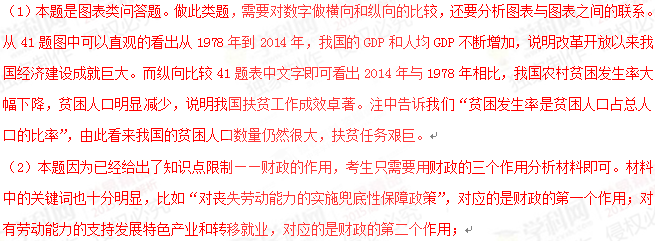 （1）本题是图表类问答题。做此类题，需要对数字做横向和纵向的比较，还要分析图表与图表之间的联系。
从 41 题图中可以直观的看出从 1978 年到 2014 年，我国的 GDP 和人均 GDP 不断增加，说明改革开放以来我
国经济建设成就巨大。而纵向比较 41 题表中文字即可看出 2014 年与 1978 年相比，我国农村贫困发生率大
幅下降，贫困人口明显减少，说明我国扶贫工作成效卓著。注中告诉我们“贫困发生率是贫困人口占总人
口的比率”，由此看来我国的贫困人口数量仍然很大，扶贫任务艰巨。
（2）本题因为已经给出了知识点限制——财政的作用，考生只需要用财政的三个作用分析材料即可。材料
中的关键词也十分明显，比如“对丧失劳动能力的实施兜底性保障政策”，对应的是财政的第一个作用；对
有劳动能力的支持发展特色产业和转移就业，对应的是财政的第二个作用；